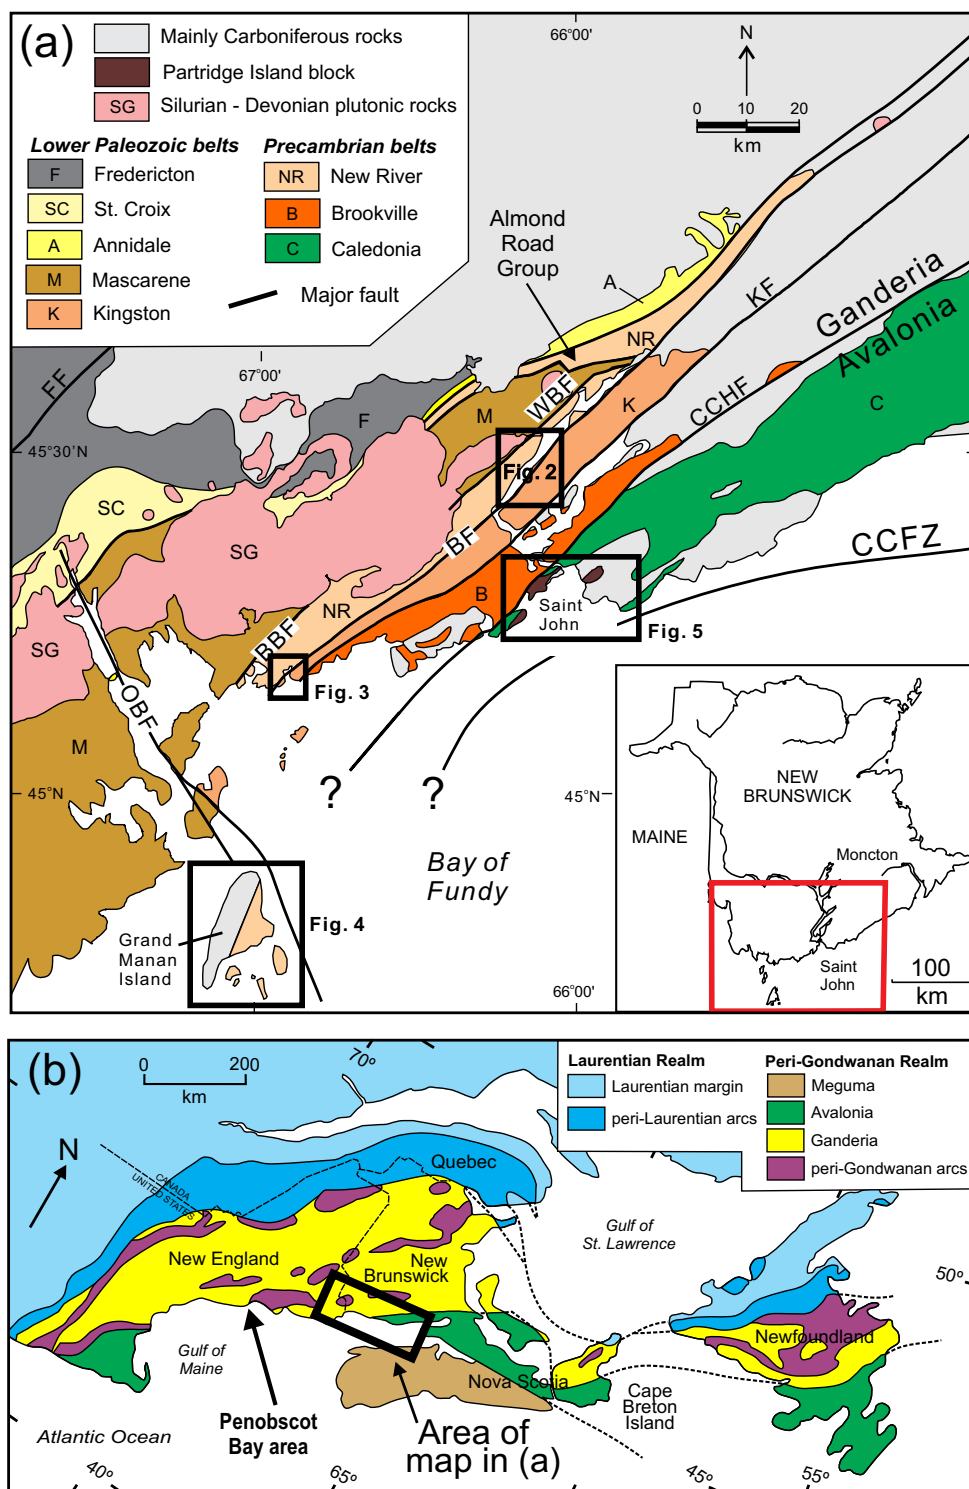 (a)
Mainly Carboniferous rocks
Partridge Island block
SG Silurian - Devonian plutonic rocks
Lower Paleozoic belts
F Fredericton
SC St. Croix
A Annidale
M Mascarene
K Kingston
Precambrian belts
NR New River
B Brookville
C Caledonia
Major fault
66°00'
N
0 10 20
km
Almond
Road
Group
A
NR
KF
Ganderia
Avalonia
C
CCHF
K
WBF
M
67°00'
FF
F
45°30'N
SC
SG
Fig. 2
BF
CCFZ
B
Saint
John
Fig. 5
NR
BBF
SG
Fig. 3
OBF
M
?
?
45°N
45°N
Bay of
Fundy
Fig. 4
Grand
Manan
Island
66°00'
NEW
BRUNSWICK
MAINE
Moncton
Saint
John
100
km
(b)
0 200
km
70°
N
Laurentian Realm
Laurentian margin
peri-Laurentian arcs
Peri-Gondwanan Realm
Meguma
Avalonia
Ganderia
peri-Gondwanan arcs
CANADA
UNITED STATES
Quebec
New England
New
Brunswick
Gulf of
St. Lawrence
50°
Newfoundland
Gulf of
Maine
Nova Scotia
Cape
Breton
Island
Penobscot
Bay area
Area of
map in (a)
Atlantic Ocean
40°
65°
45°
55°